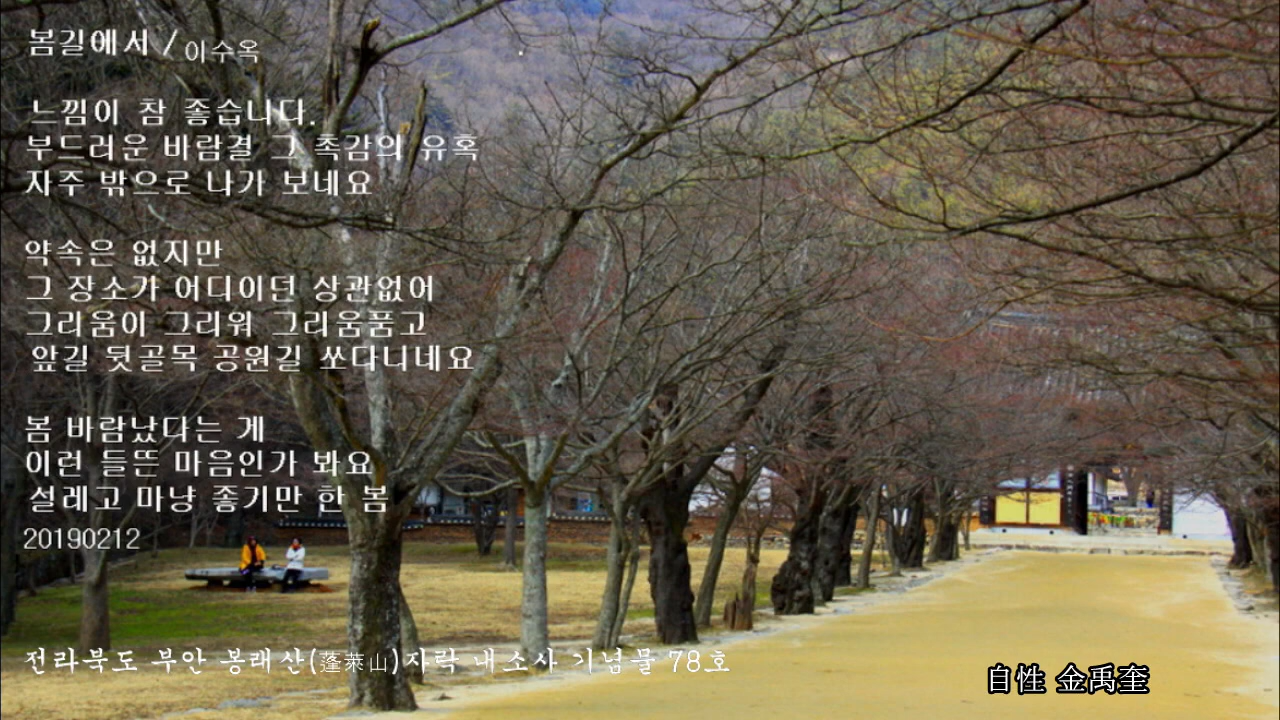 봄길에서 / 이수옥
느낌이 참 좋습니다.
부드러운 바람결 그 촉감의 유혹
자주 밖으로 나가 보네요
약속은 없지만
그 장소가 어디이던 상관없어
그리움이 그리워 그리움품고
앞길 뒷골목 공원길 쏘다니네요
봄 바람났다는 게
이런 들뜬 마음인가 봐요
설레고 마냥 좋기만 한 봄
20190212
전라북도 부안 봉래산(蓬萊山)자락 내소사 기념물 78호
自性 金禹奎